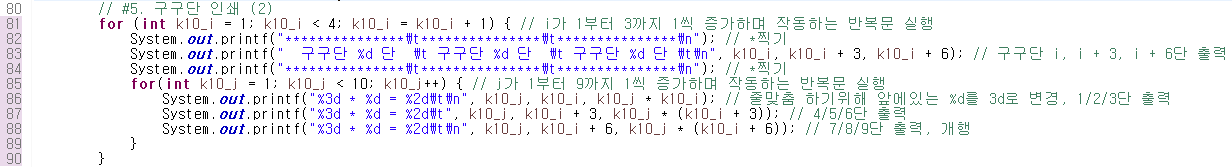 80 // #5. 구구단 인쇄 (2)
81 for (int k10_i = 1; k10_i < 4; k10_i = k10_i + 1) { // i가 1부터 3까지 1씩 증가하며 작동하는 반복문 실행
82 System.out.printf("***************₩t***************₩t***************₩n"); // *찍기
83 System.out.printf("  구구단 %d 단  ₩t 구구단 %d 단  ₩t 구구단 %d 단 ₩t₩n", k10_i, k10_i + 3, k10_i + 6); // 구구단 i, i + 3, i + 6단 출력
84 System.out.printf("***************₩t***************₩t***************₩n"); // *찍기
85 for(int k10_j = 1; k10_j < 10; k10_j++) { // j가 1부터 9까지 1씩 증가하며 작동하는 반복문 실행
86 System.out.printf("%3d * %d = %2d₩t₩n", k10_j, k10_i, k10_j * k10_i); // 줄맞춤 하기위해 앞에있는 %d를 3d로 변경, 1/2/3단 출력
87 System.out.printf("%3d * %d = %2d₩t", k10_j, k10_i + 3, k10_j * (k10_i + 3)); // 4/5/6단 출력
88 System.out.printf("%3d * %d = %2d₩t₩n", k10_j, k10_i + 6, k10_j * (k10_i + 6)); // 7/8/9단 출력, 개행
89 }
90 }